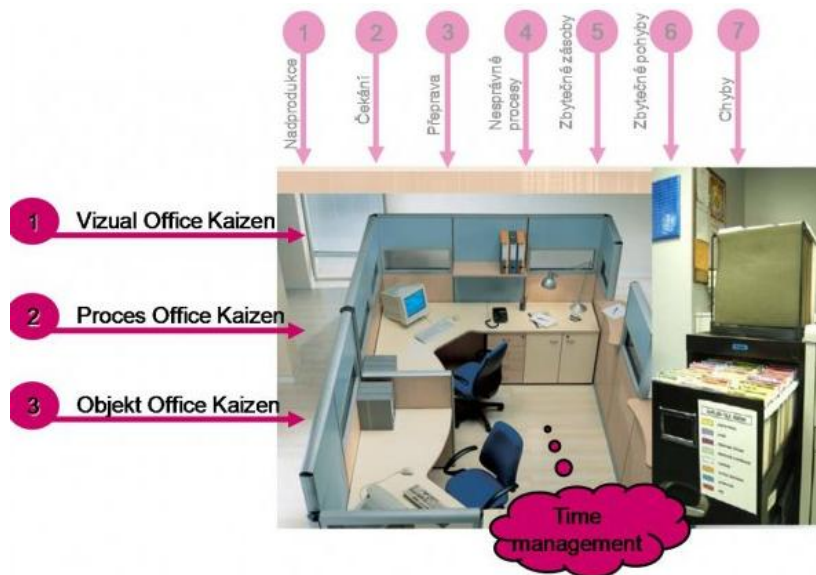 1
Nadprodukce
2
Čekání
3
Přeprava
4
Nesprávné
procesy
5
Zbytečné zásoby
6
Zbytečné pohyby
7
Chyby
1 Vizual Office Kaizen
2 Proces Office Kaizen
3 Objekt Office Kaizen
Time
management